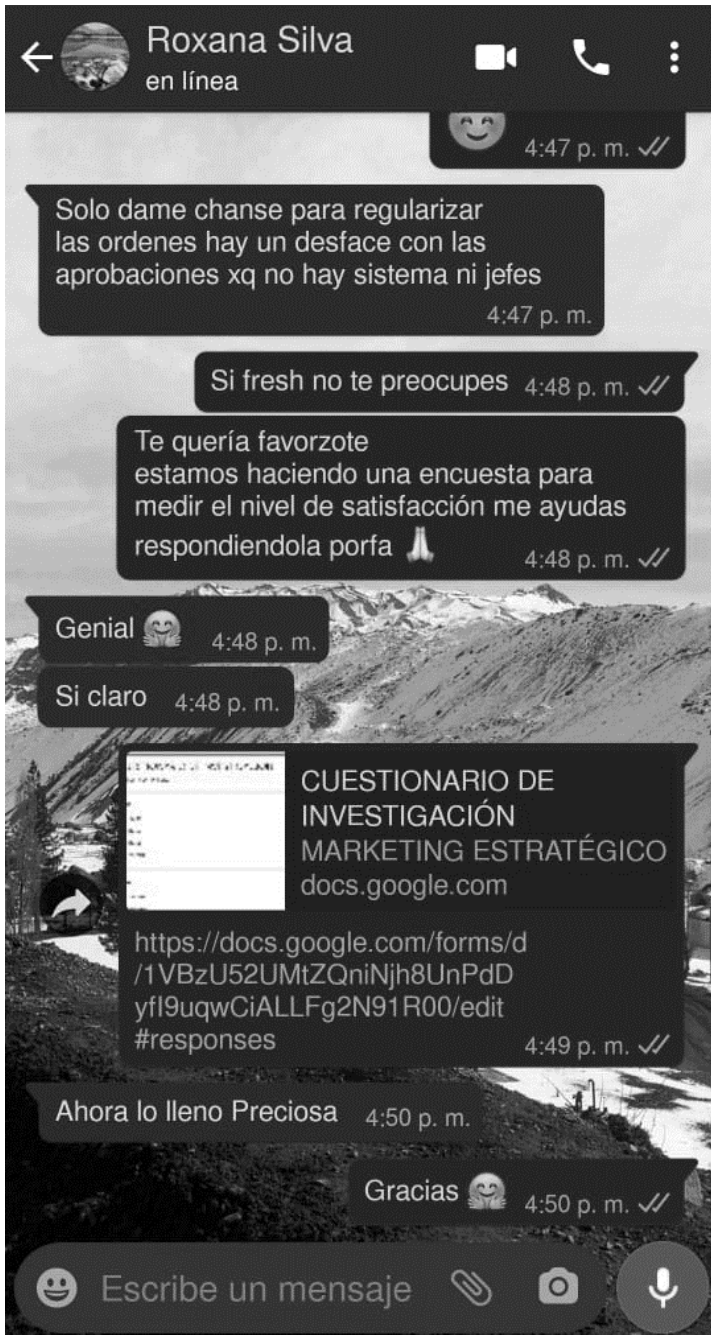 Roxana Silva
en línea
4:47 p. m.
Solo dame chanse para regularizar
las ordenes hay un desface con las
aprobaciones xq no hay sistema ni jefes
4:47 p. m.
Si fresh no te preocupes 4:48 p. m.
Te quería favorzote
estamos haciendo una encuesta para
medir el nivel de satisfacción me ayudas
respondiendola porfa 🙏
4:48 p. m.
Genial 🤗 4:48 p. m.
Si claro 4:48 p. m.
CUESTIONARIO DE
INVESTIGACIÓN
MARKETING ESTRATÉGICO
docs.google.com
https://docs.google.com/forms/d
/1VBzU52UMtZQniNjh8UnPdD
yfI9uqwCiALLFg2N91R00/edit
#responses
4:49 p. m.
Ahora lo lleno Preciosa 4:50 p. m.
Gracias 🤗 4:50 p. m.
Escribe un mensaje